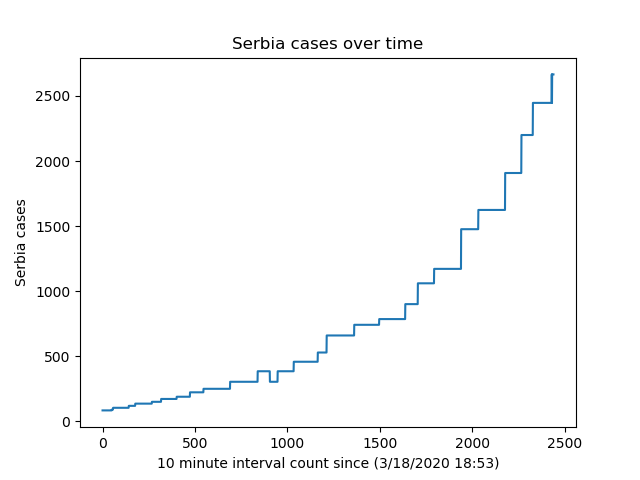 Serbia cases over time
Serbia cases
2500
2000
1500
1000
500
0
0 500 1000 1500 2000 2500
10 minute interval count since (3/18/2020 18:53)